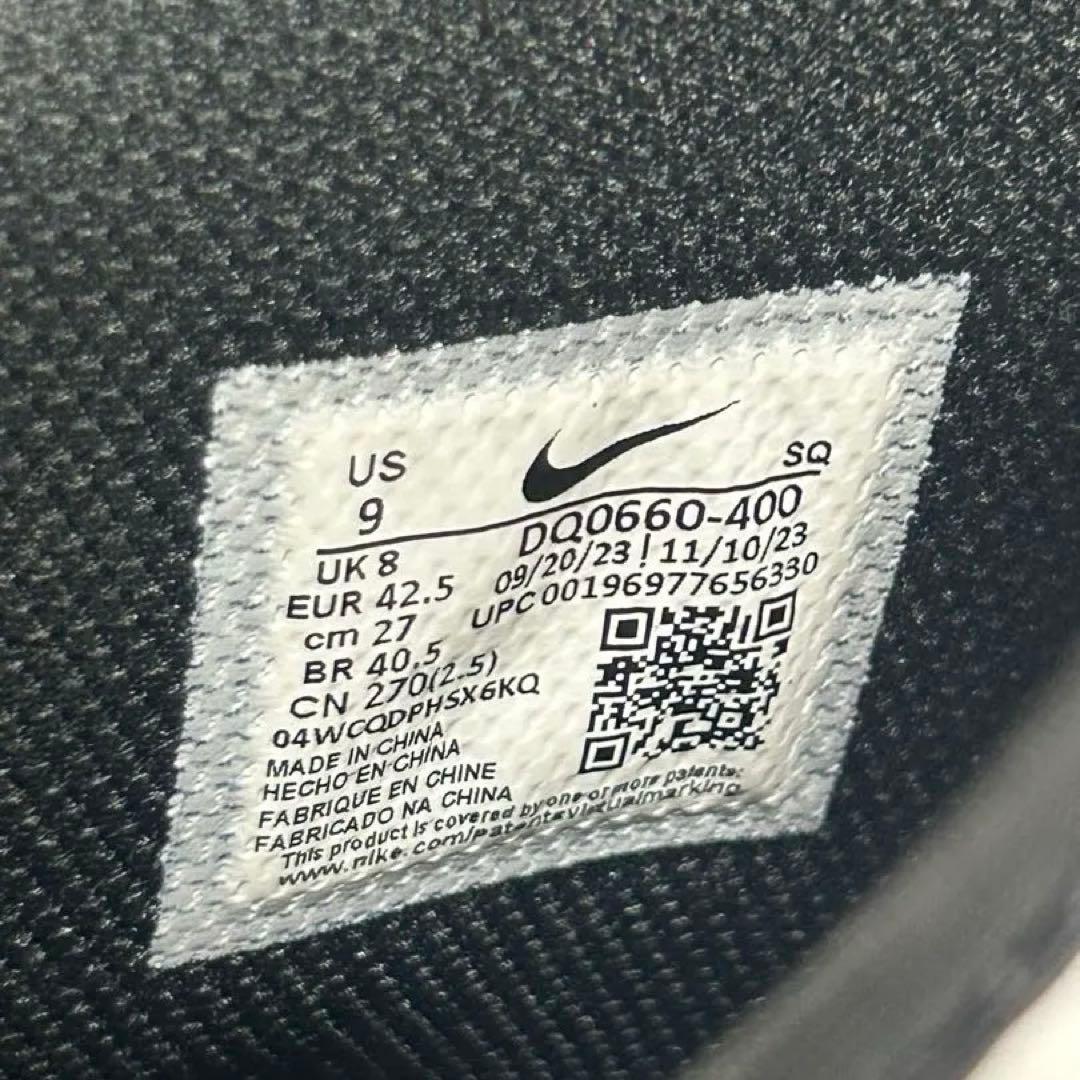 US
9
SQ
UK 8
EUR 42.5
cm 27
BR 40.5
CN 270(2.5)
04WCQDPHSX6KQ
DQ0660-400
09/20/23 ! 11/10/23
UPC 00196977656330
MADE IN CHINA
HECHO EN CHINA
FABRIQUE EN CHINE
FABRICADO NA CHINA
This product is covered by one or more patents:
www.nike.com/patentsvirtualmarking